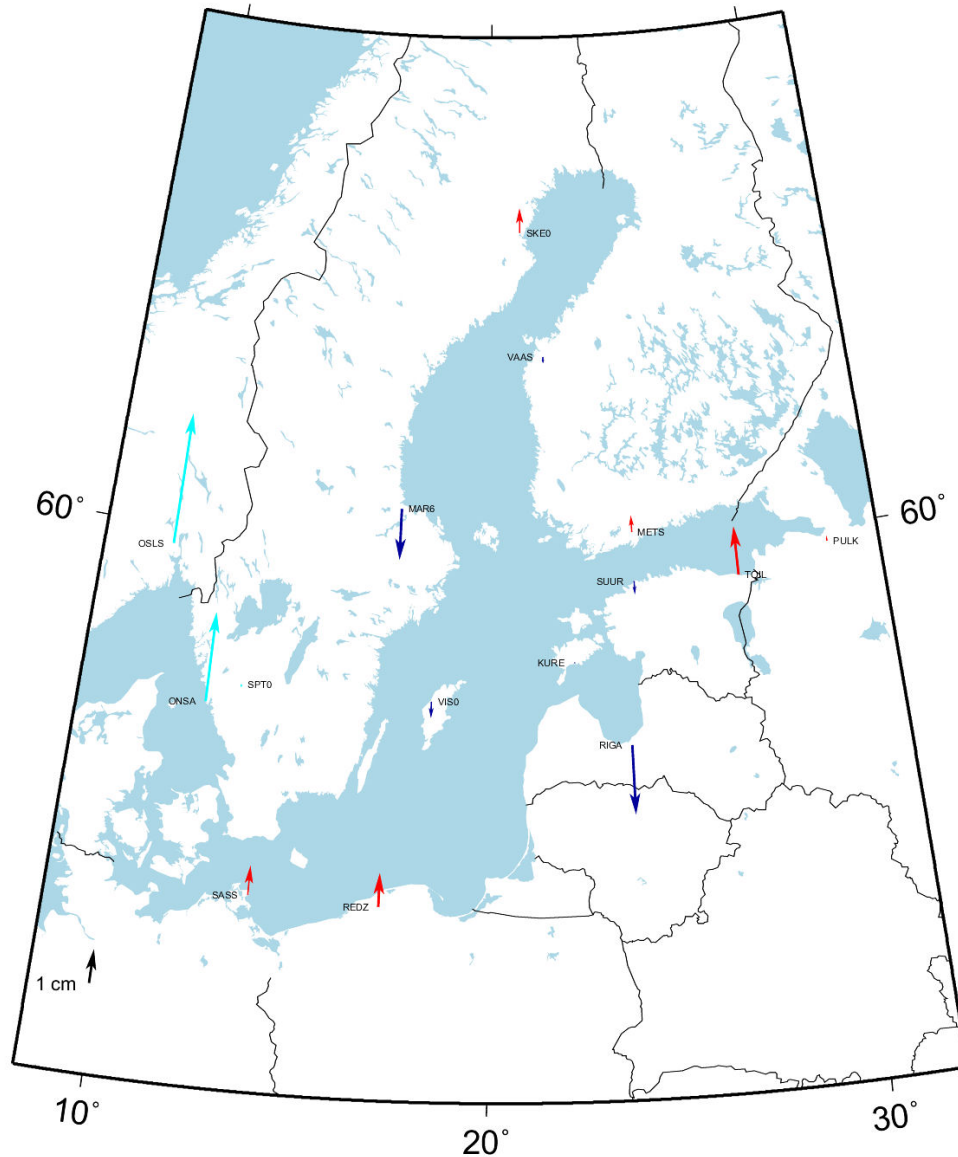 SKE0
VAAS
60°
MAR6
60°
OSLS
METS
PULK
SUUR
TOIL
KURE
SPT0
ONSA
VIS0
RIGA
SASS
REDZ
1 cm
10°
20°
30°